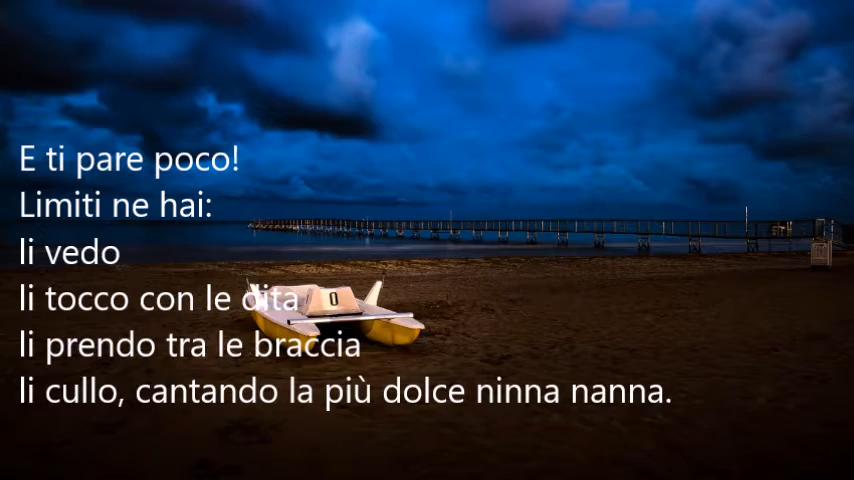 E ti pare poco!
Limiti ne hai:
li vedo
li tocco con le dita
0
li prendo tra le braccia
li cullo, cantando la più dolce ninna nanna.